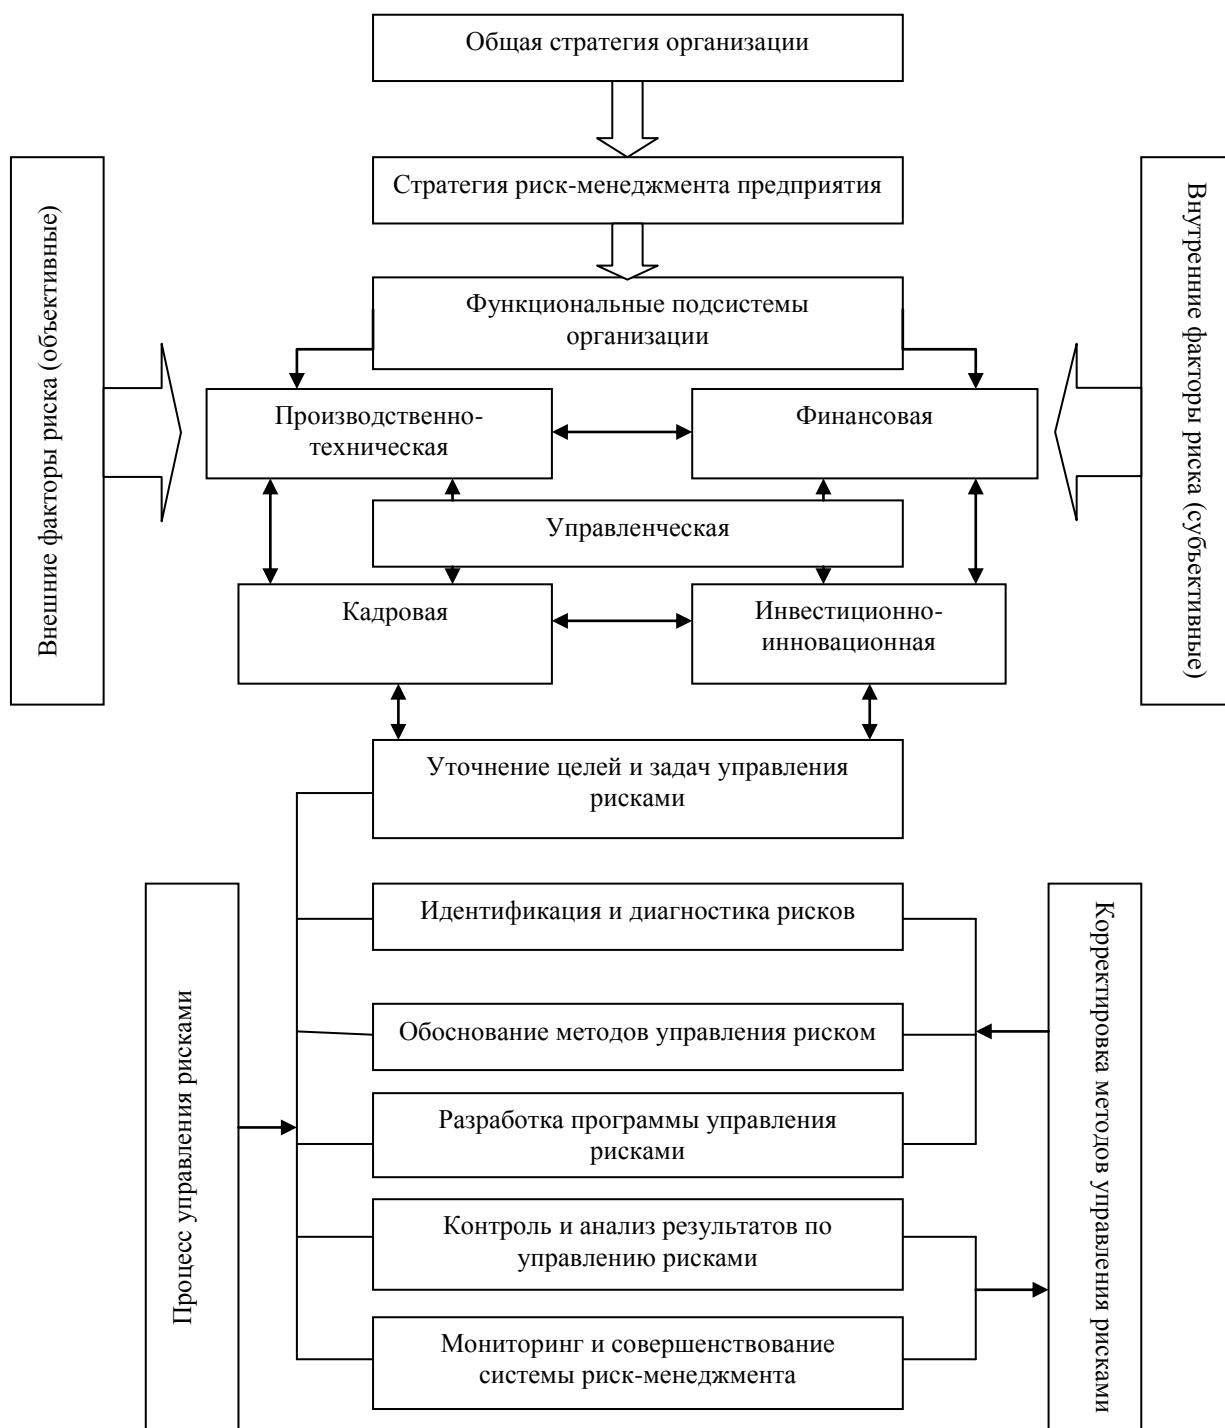 Общая стратегия организации
Стратегия риск-менеджмента предприятия
Внешние факторы риска (объективные)
Внутренние факторы риска (субъективные)
Функциональные подсистемы
организации
Производственно-
техническая
Финансовая
Управленческая
Кадровая
Инвестиционно-
инновационная
Уточнение целей и задач управления
рисками
Процесс управления рисками
Идентификация и диагностика рисков
Обоснование методов управления риском
Разработка программы управления
рисками
Контроль и анализ результатов по
управлению рисками
Мониторинг и совершенствование
системы риск-менеджмента
Корректировка методов управления рисками